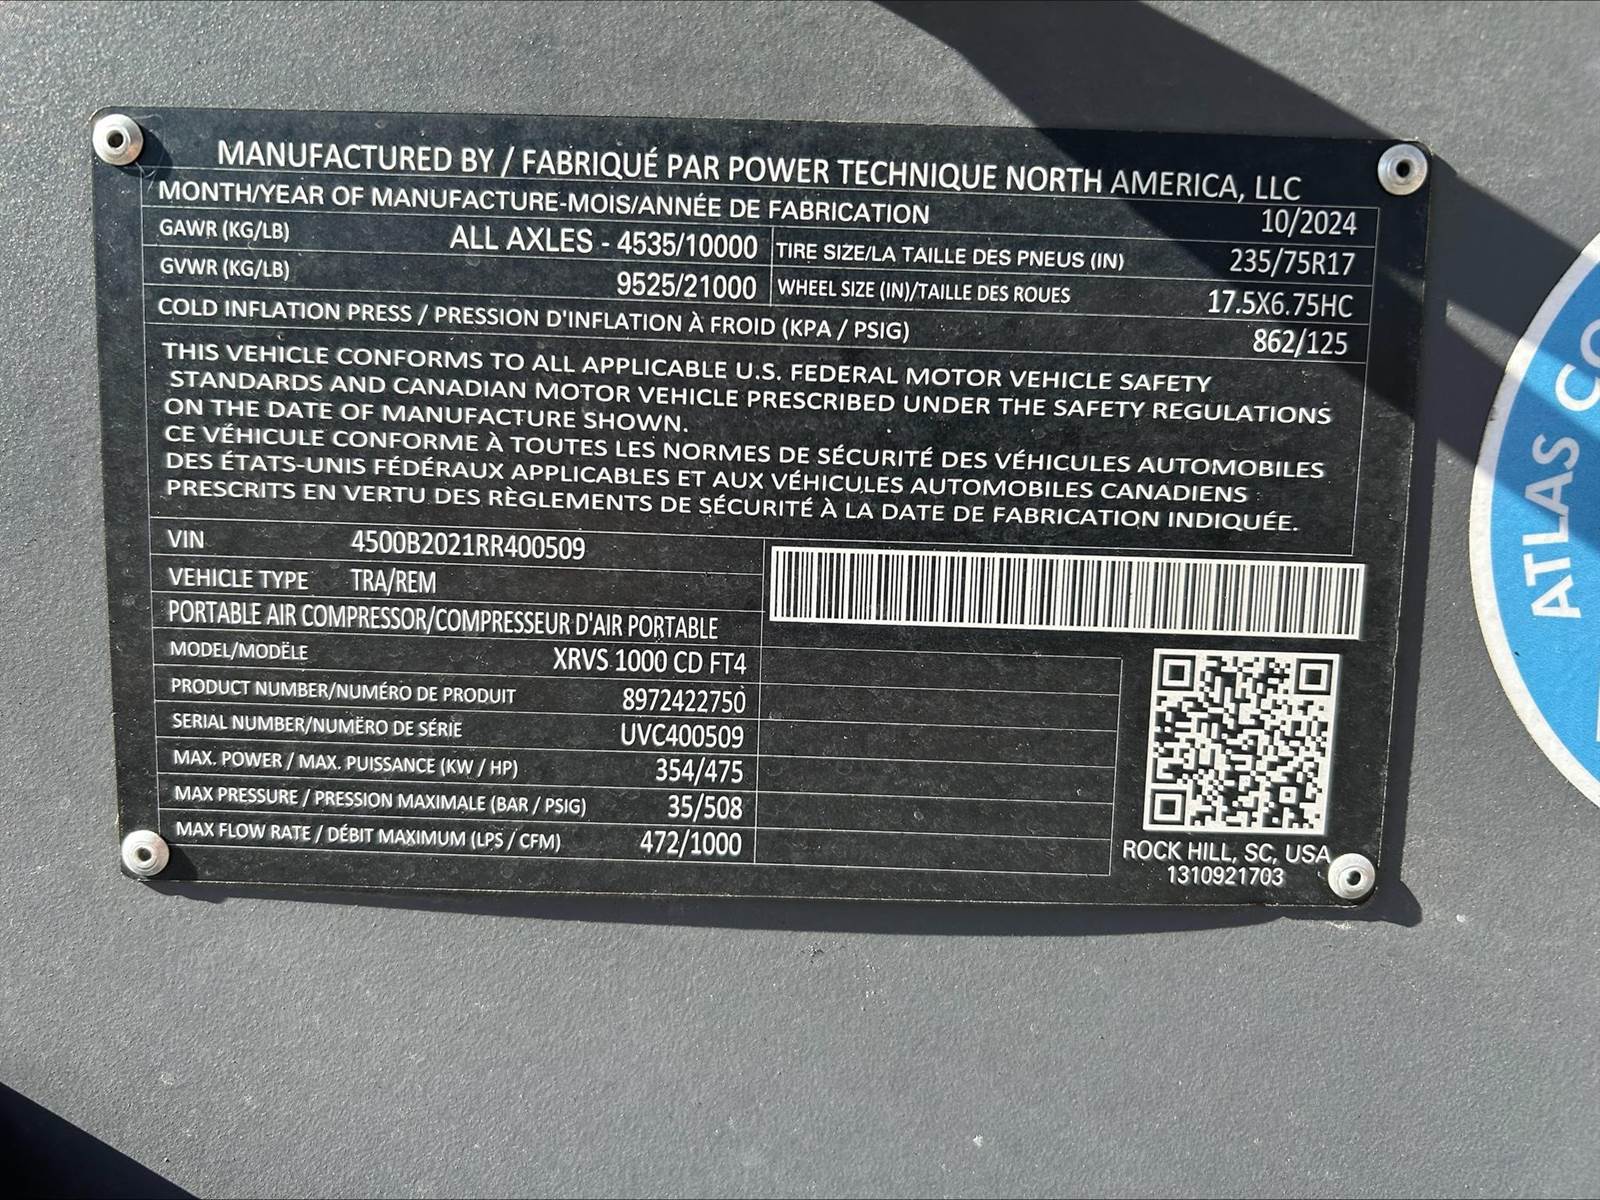 MANUFACTURED BY / FABRIQUÉ PAR POWER TECHNIQUE NORTH AMERICA, LLC
MONTH/YEAR OF MANUFACTURE-MOIS/ANNÉE DE FABRICATION 10/2024
GAWR (KG/LB) ALL AXLES - 4535/10000 TIRE SIZE/LA TAILLE DES PNEUS (IN) 235/75R17
GVWR (KG/LB) 9525/21000 WHEEL SIZE (IN)/TAILLE DES ROUES 17.5X6.75HC
COLD INFLATION PRESS / PRESSION D'INFLATION À FROID (KPA / PSIG) 862/125
THIS VEHICLE CONFORMS TO ALL APPLICABLE U.S. FEDERAL MOTOR VEHICLE SAFETY
STANDARDS AND CANADIAN MOTOR VEHICLE PRESCRIBED UNDER THE SAFETY REGULATIONS
ON THE DATE OF MANUFACTURE SHOWN.
CE VÉHICULE CONFORME À TOUTES LES NORMES DE SÉCURITÉ DES VÉHICULES AUTOMOBILES
DES ÉTATS-UNIS FÉDÉRAUX APPLICABLES ET AUX VÉHICULES AUTOMOBILES CANADIENS
PRESCRITS EN VERTU DES RÈGLEMENTS DE SÉCURITÉ À LA DATE DE FABRICATION INDIQUÉE.
VIN 4500B2021RR400509
VEHICLE TYPE TRA/REM
PORTABLE AIR COMPRESSOR/COMPRESSEUR D'AIR PORTABLE
MODEL/MODËLE XRVS 1000 CD FT4
PRODUCT NUMBER/NUMÉRO DE PRODUIT 8972422750
SERIAL NUMBER/NUMËRO DE SÉRIE UVC400509
MAX. POWER / MAX. PUISSANCE (KW / HP) 354/475
MAX PRESSURE / PRESSION MAXIMALE (BAR / PSIG) 35/508
MAX FLOW RATE / DÉBIT MAXIMUM (LPS / CFM) 472/1000
ROCK HILL, SC, USA
1310921703
ATLAS CO